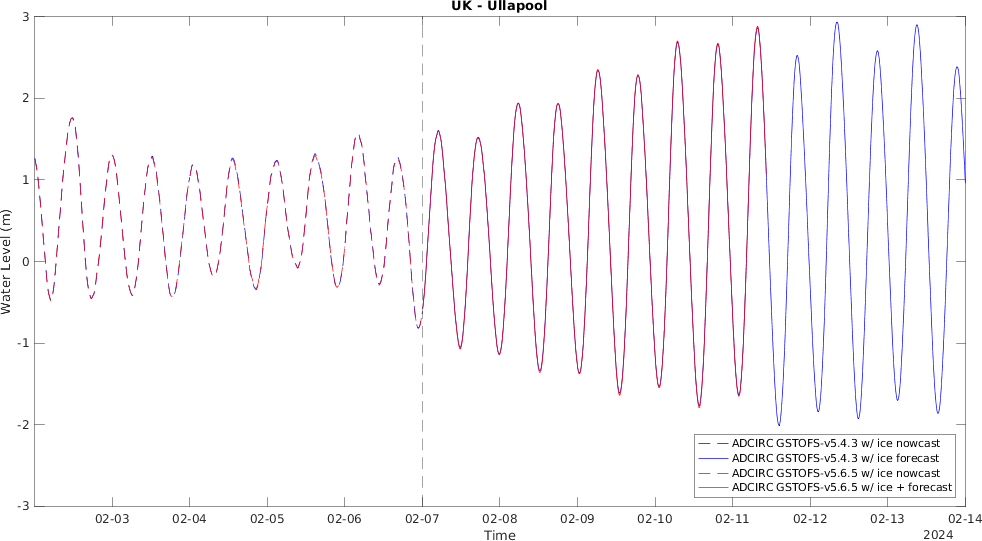 UK - Ullapool
3
2
1
0
-1
-2
-3
Water Level (m)
02-03 02-04 02-05 02-06 02-07 02-08 02-09 02-10 02-11 02-12 02-13 02-14
Time
2024
ADCIRC GSTOFS-v5.4.3 w/ ice nowcast
ADCIRC GSTOFS-v5.4.3 w/ ice forecast
ADCIRC GSTOFS-v5.6.5 w/ ice nowcast
ADCIRC GSTOFS-v5.6.5 w/ ice + forecast